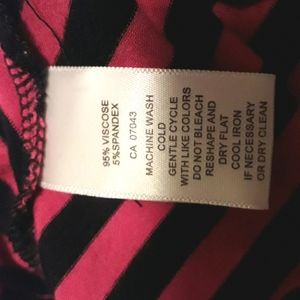 95% VISCOSE
5%SPANDEX
CA 07043
MACHINE WASH
COLD
GENTLE CYCLE
WITH LIKE COLORS
DO NOT BLEACH
RESHAPE AND
DRY FLAT
COOL IRON
IF NECESSARY
OR DRY CLEAN